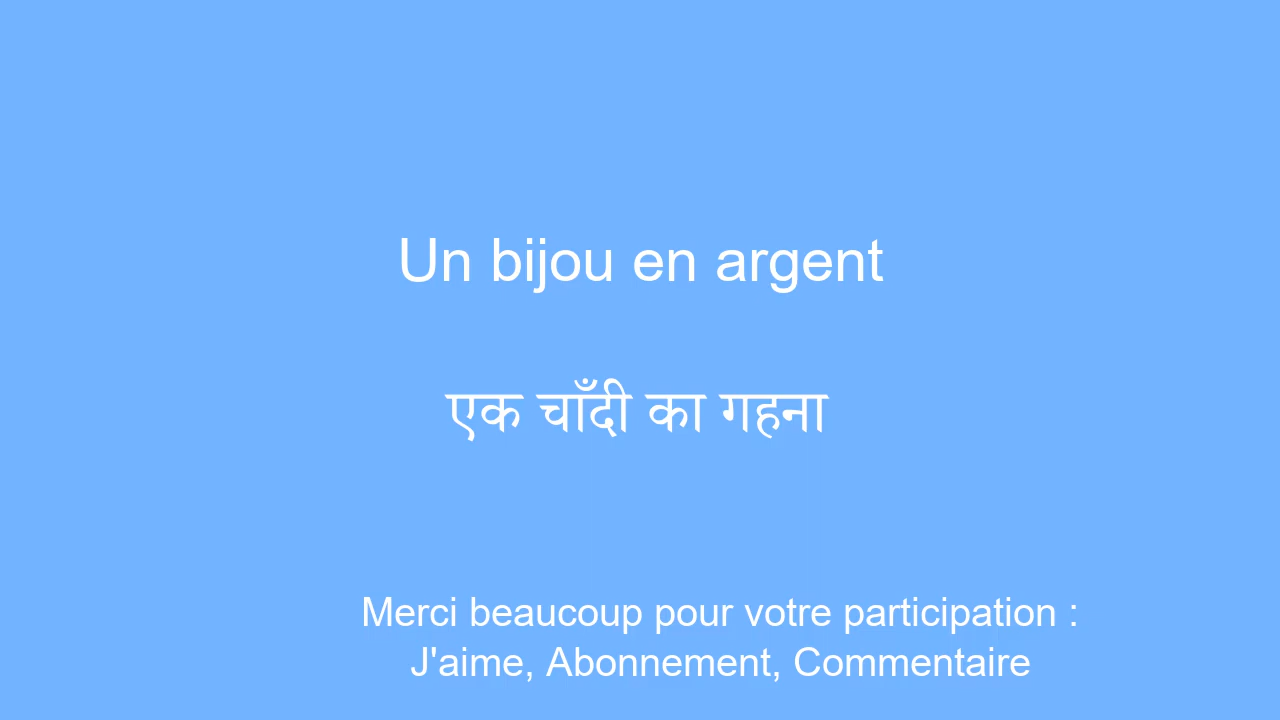 Un bijou en argent
एक चाँदी का गहना
Merci beaucoup pour votre participation :
J'aime, Abonnement, Commentaire